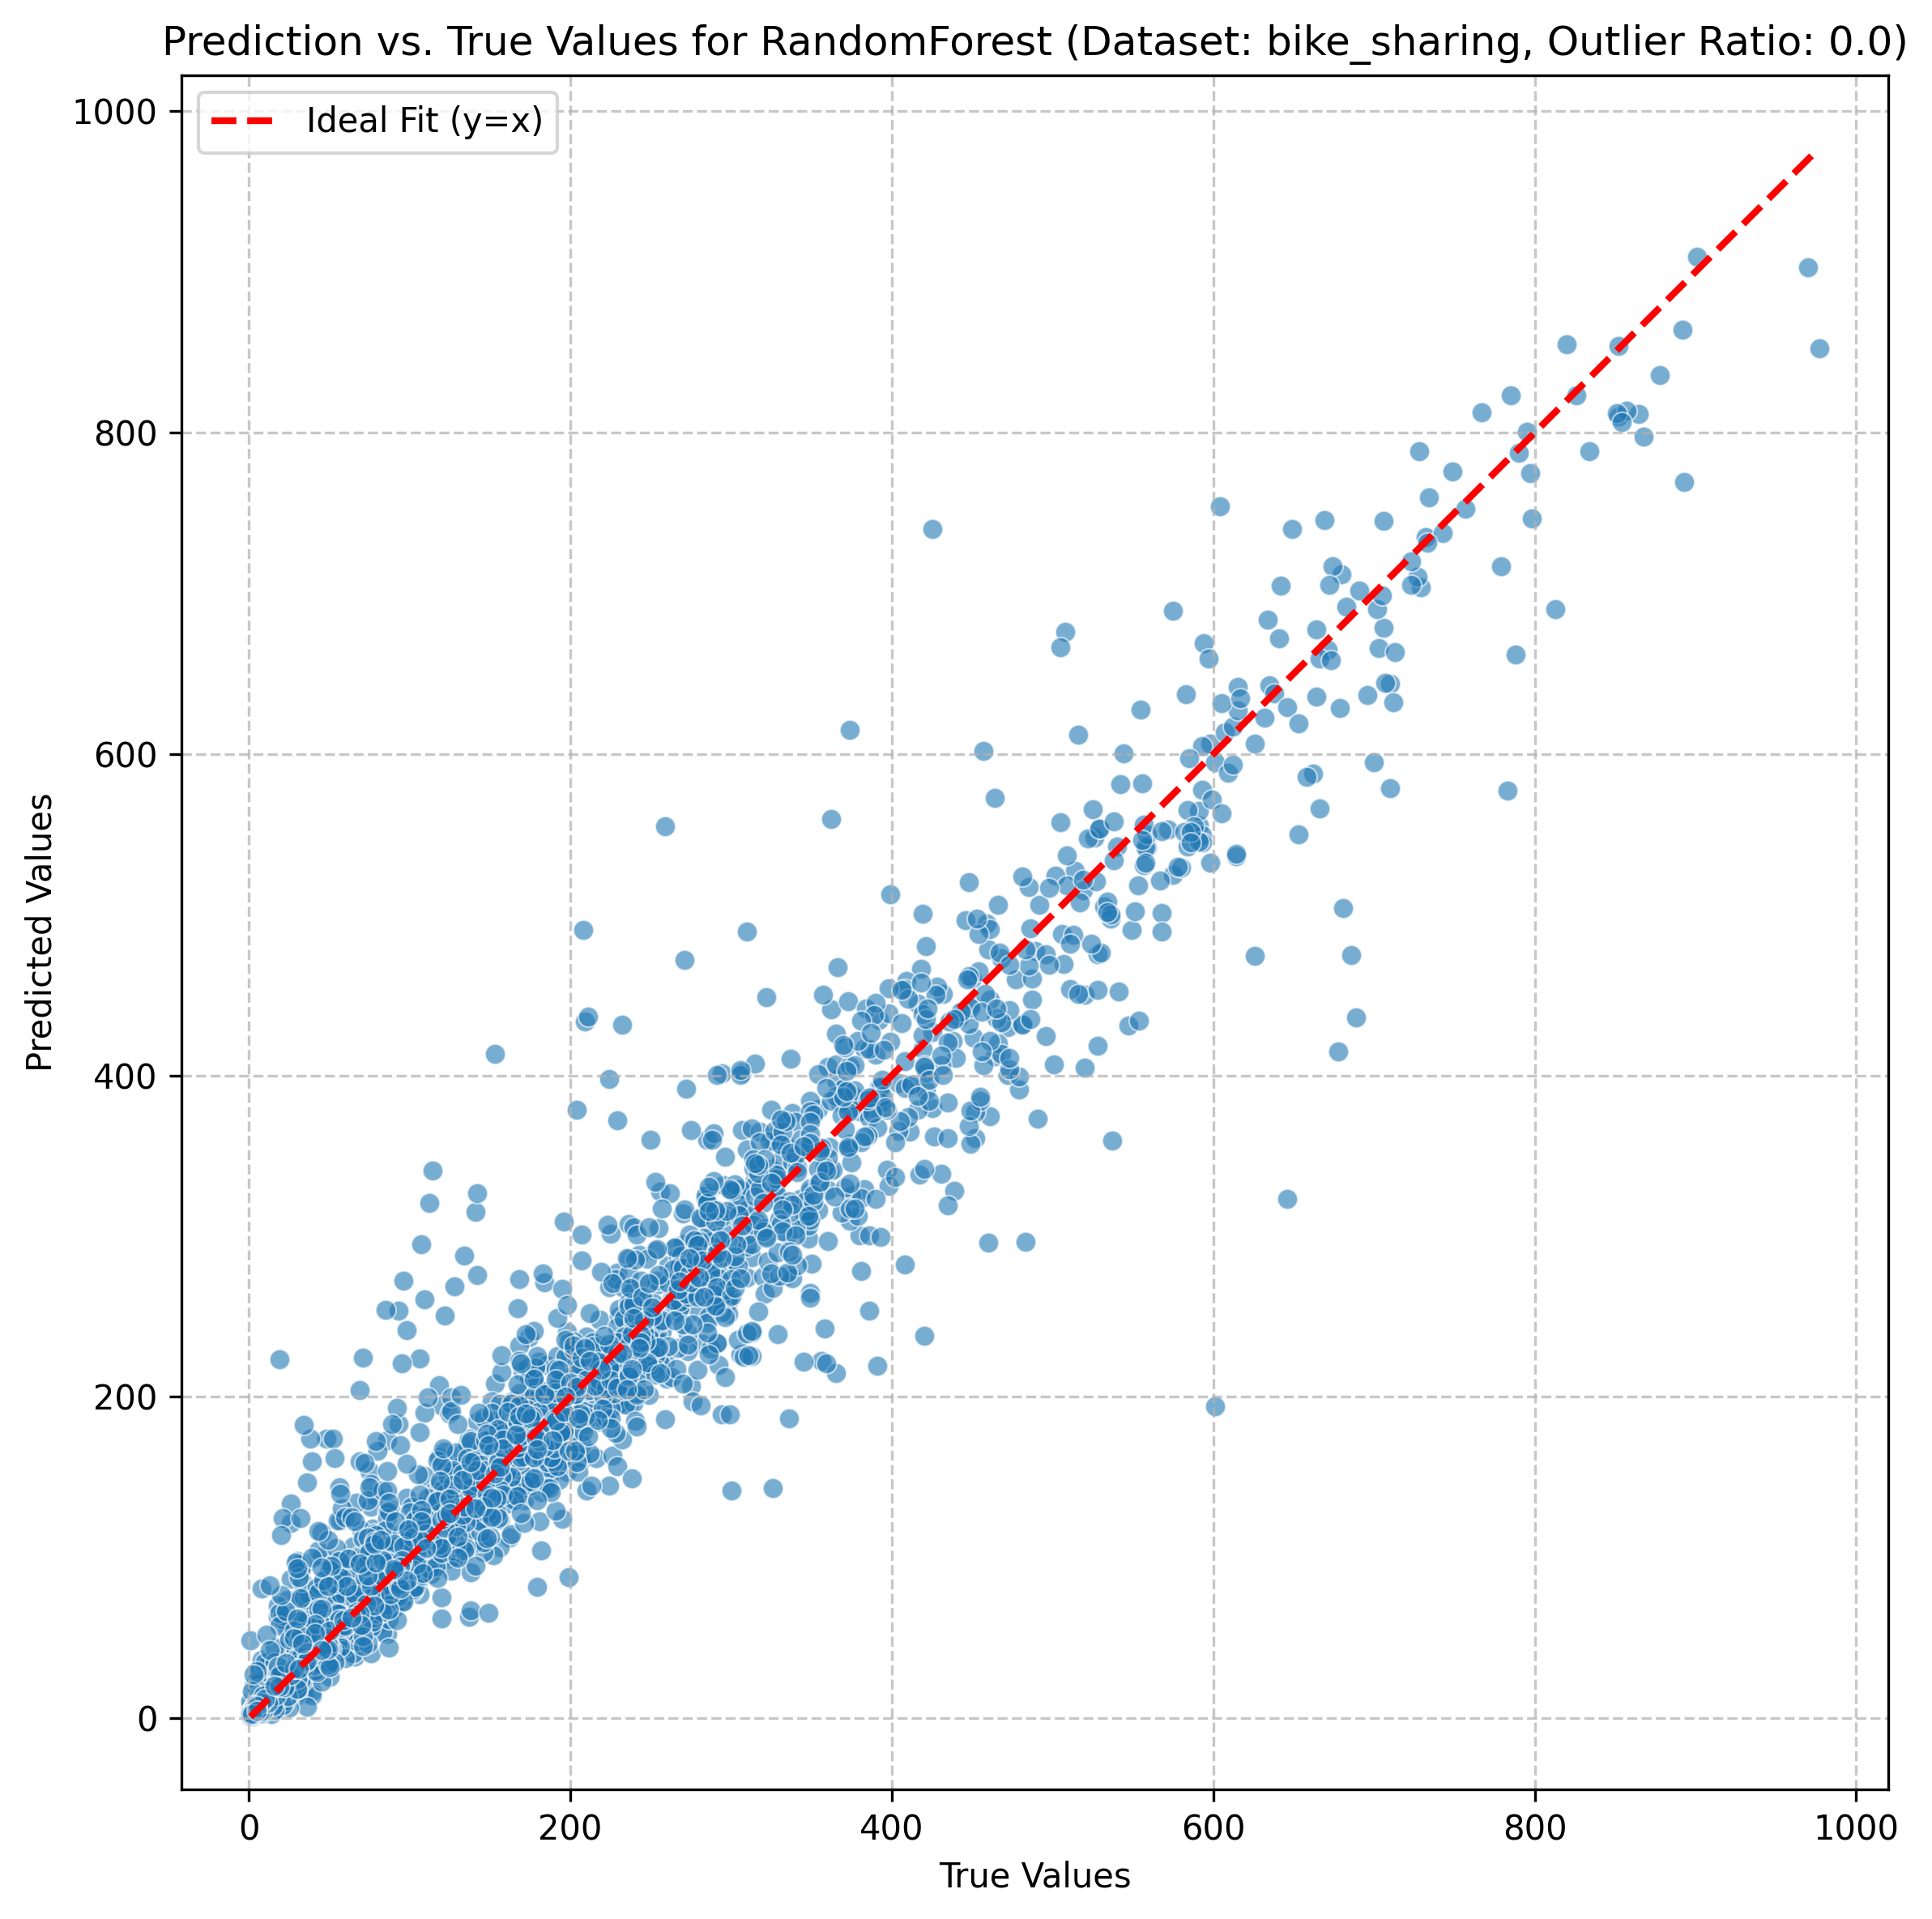 Prediction vs. True Values for RandomForest (Dataset: bike_sharing, Outlier Ratio: 0.0)
Ideal Fit (y=x)
1000
800
600
400
200
0
Predicted Values
0 200 400 600 800 1000
True Values